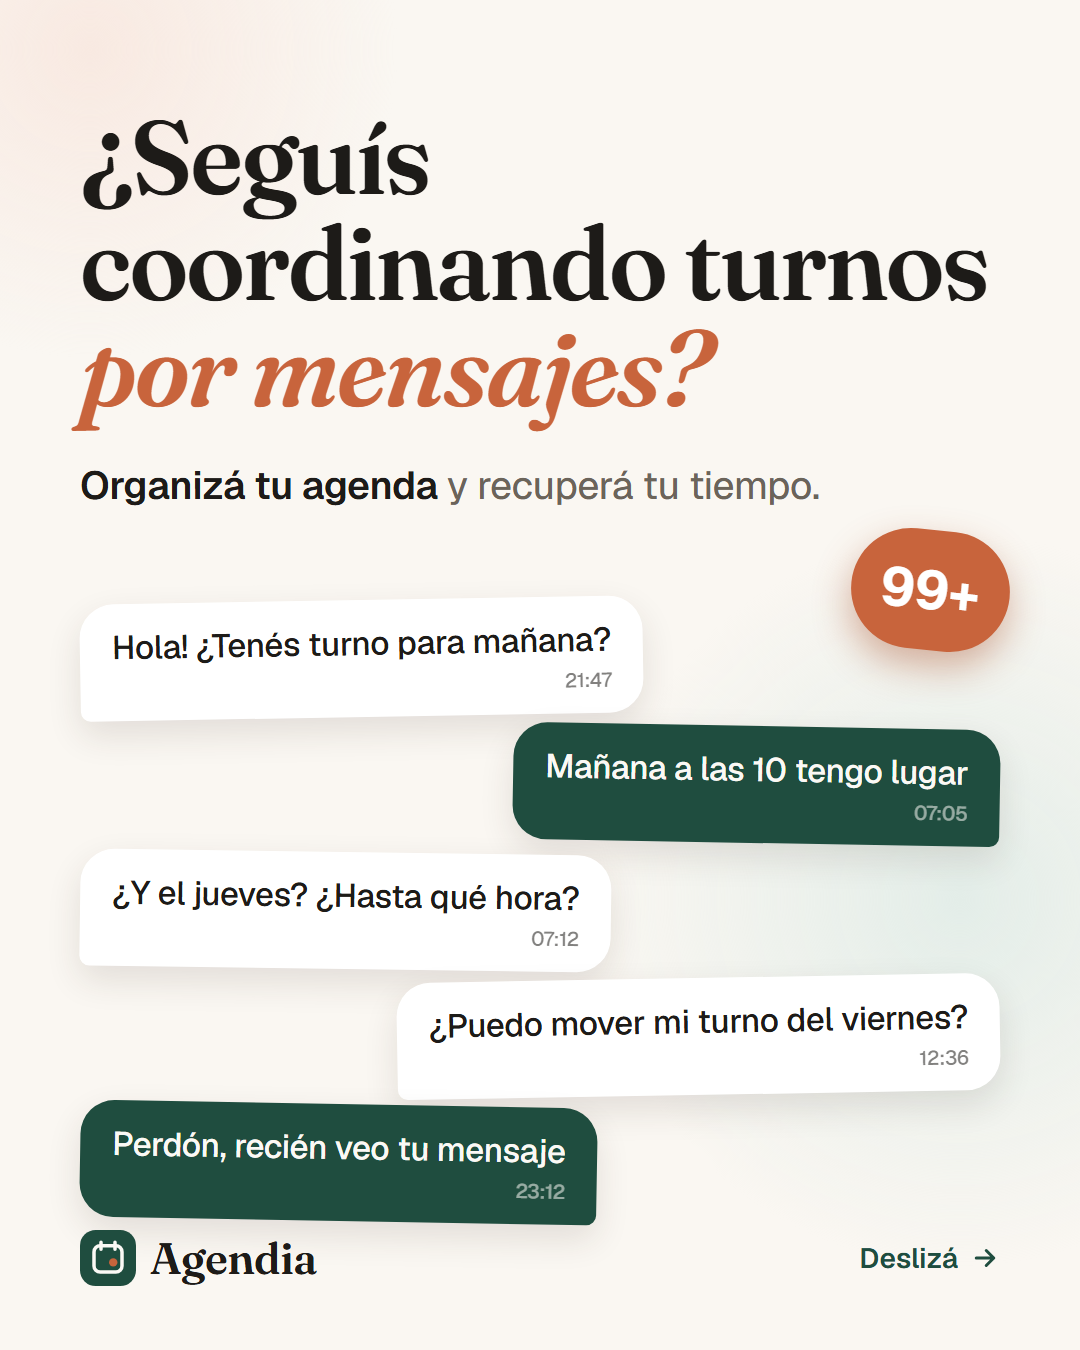 ¿Seguís
coordinando turnos
por mensajes?
Organizá tu agenda y recuperá tu tiempo.
99+
Hola! ¿Tenés turno para mañana?
21:47
Mañana a las 10 tengo lugar
07:05
¿Y el jueves? ¿Hasta qué hora?
07:12
¿Puedo mover mi turno del viernes?
12:36
Perdón, recién veo tu mensaje
23:12
Agendia
Deslizá →